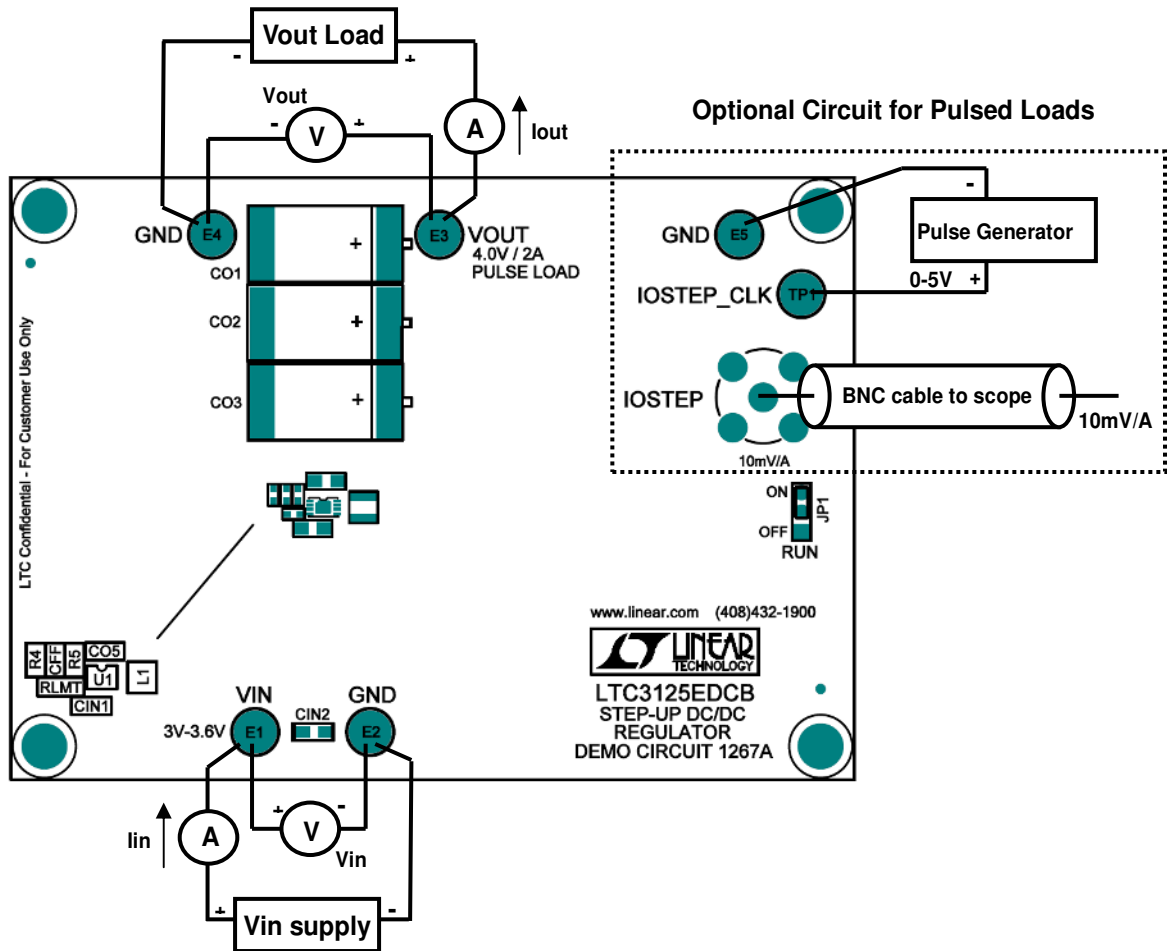 Vout Load
- +
Vout
- V +
A
Iout
Optional Circuit for Pulsed Loads
-
Pulse Generator
0-5V +
GND E4
E3 VOUT
4.0V / 2A
PULSE LOAD
GND E5
IOSTEP_CLK TP1
CO1 +
CO2 +
CO3 +
IOSTEP
BNC cable to scope
10mV/A
10mV/A
LTC Confidential - For Customer Use Only
ON
OFF
JP1
RUN
www.linear.com (408)432-1900
LINEAR
TECHNOLOGY
LTC3125EDCB
STEP-UP DC/DC
REGULATOR
DEMO CIRCUIT 1267A
R4
CFF
R5
CO5
U1
L1
RLMT
CIN1
VIN
GND
3V-3.6V
E1
CIN2
E2
Iin
A
+ V -
Vin
+ -
Vin supply